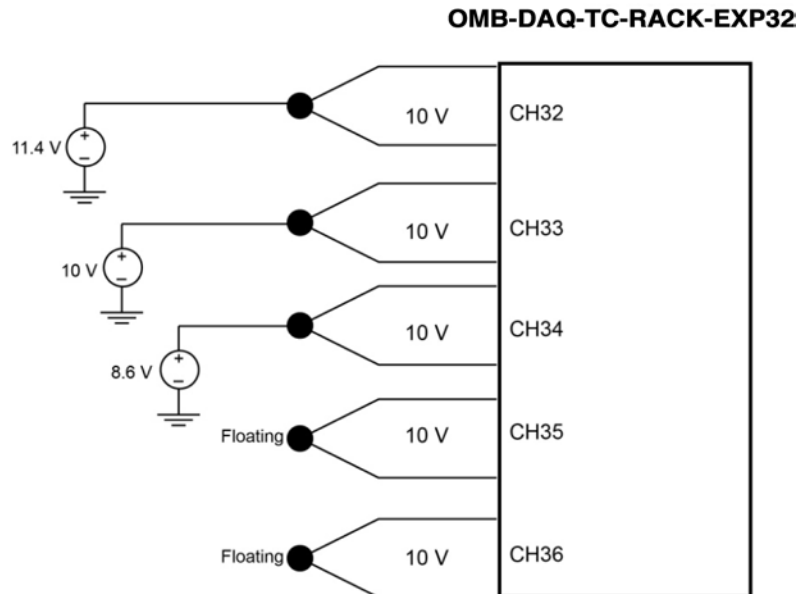 OMB-DAQ-TC-RACK-EXP32
10 V CH32
11.4 V + −
10 V CH33
10 V + −
10 V CH34
8.6 V + −
Floating 10 V CH35
Floating 10 V CH36